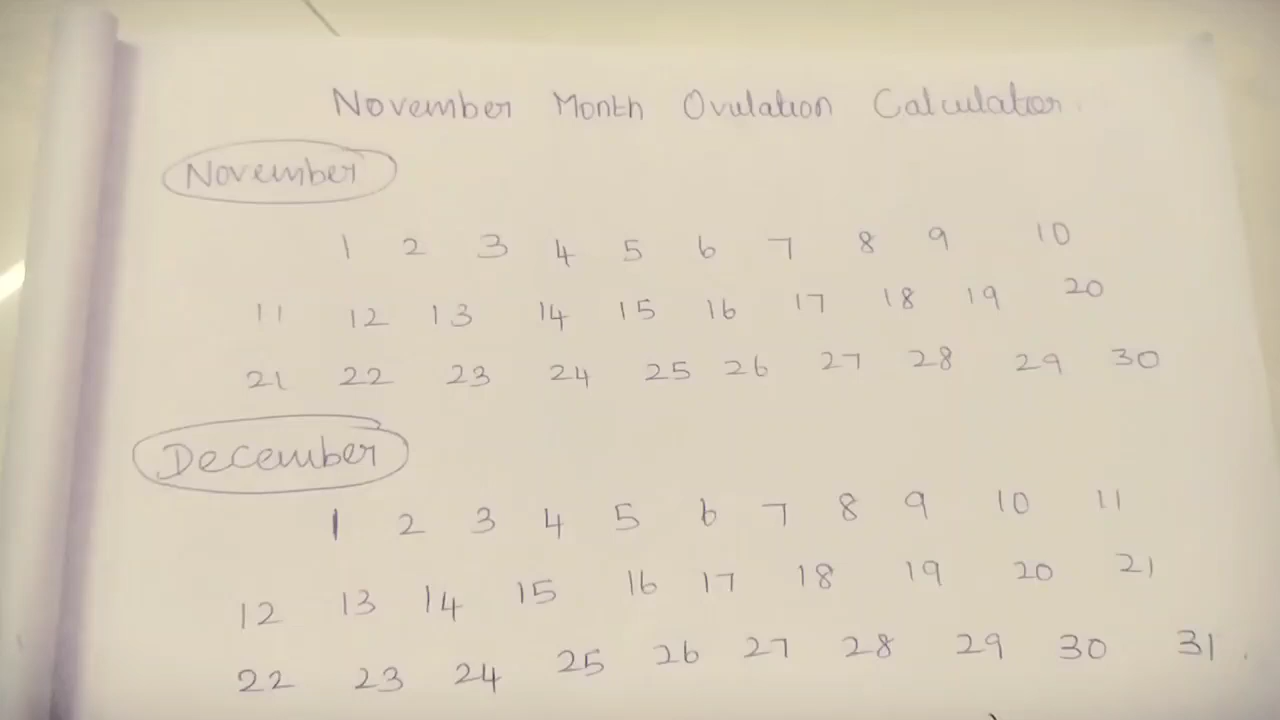 November Month Ovulation Calculator.
November
1 2 3 4 5 6 7 8 9 10
11 12 13 14 15 16 17 18 19 20
21 22 23 24 25 26 27 28 29 30
December
1 2 3 4 5 6 7 8 9 10 11
12 13 14 15 16 17 18 19 20 21
22 23 24 25 26 27 28 29 30 31.